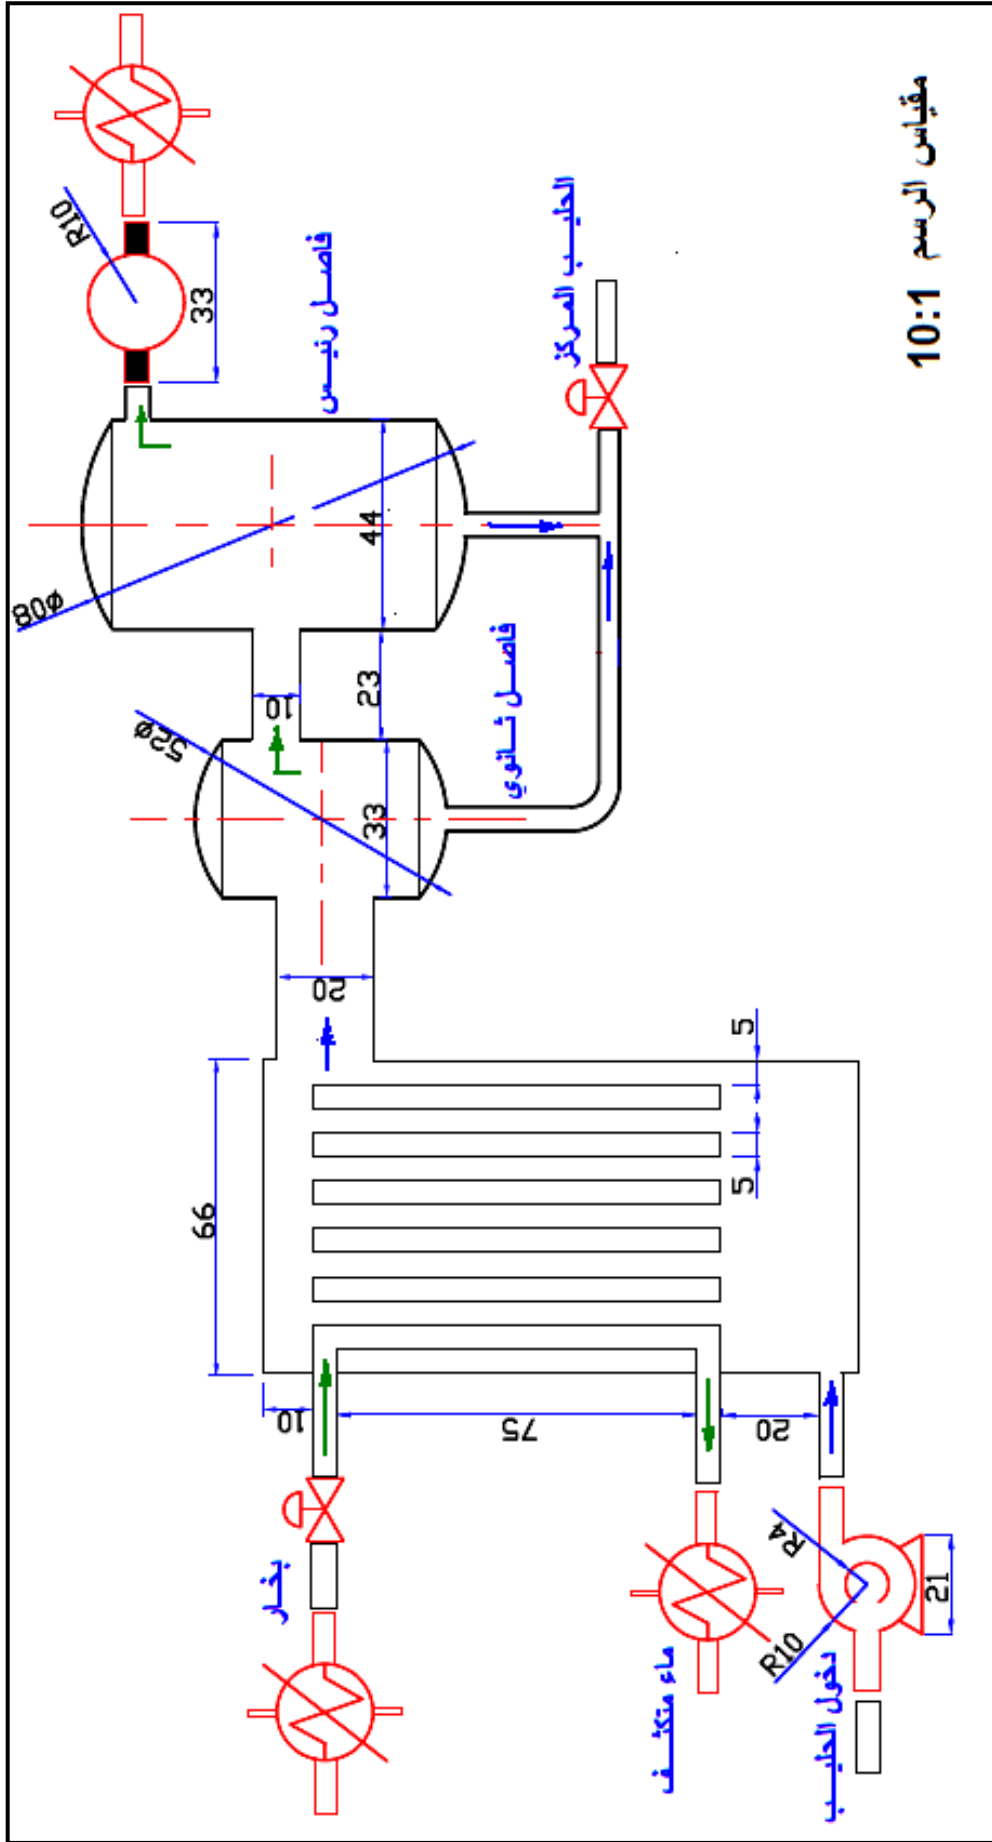 مقياس الرسم 10:1
R10
33
فاصل رئيس
الحليب المركز
80ø
44
23
10
52ø
33
فاصل ثانوي
20
66
5
5
10
75
20
بخار
ماء متكثف
دخول الحليب
R4
R10
21